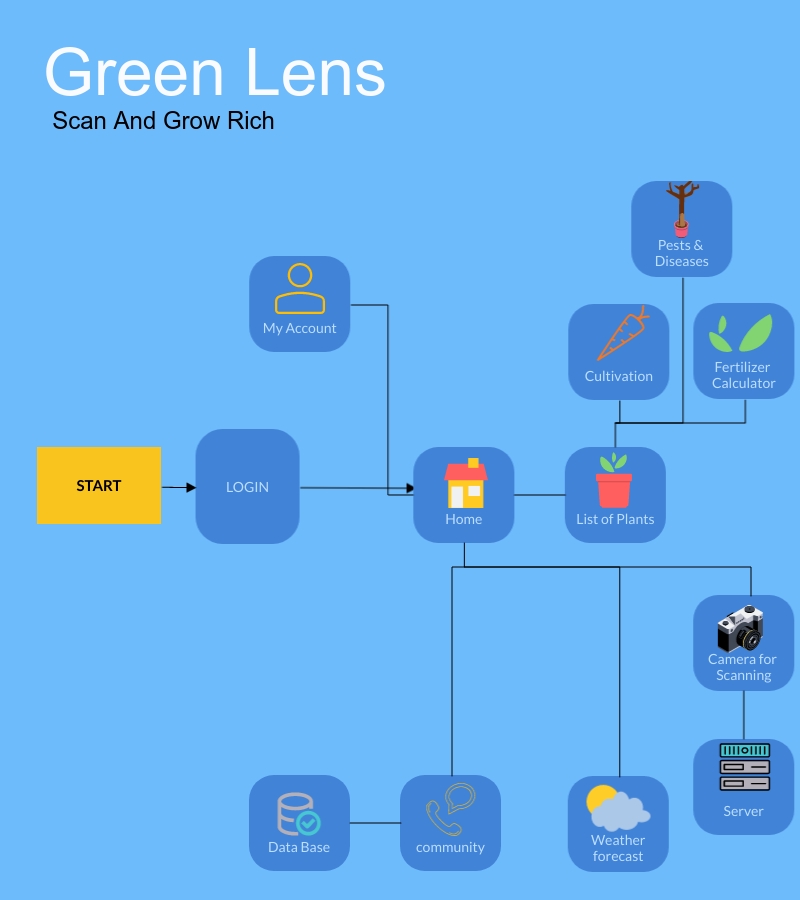 Green Lens
Scan And Grow Rich
Pests &
Diseases
My Account
Cultivation
Fertilizer
Calculator
START
LOGIN
Home
List of Plants
Camera for
Scanning
Server
Data Base
community
Weather
forecast